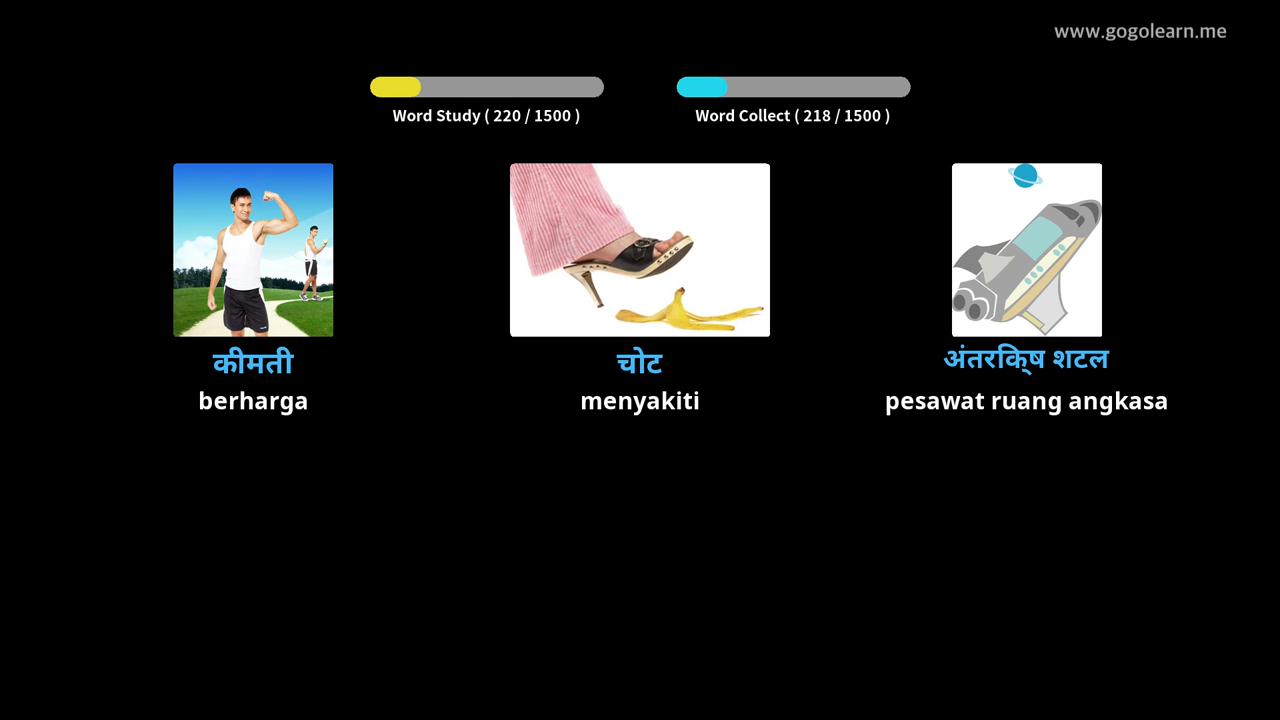 www.gogolearn.me
Word Study ( 220 / 1500 )
Word Collect ( 218 / 1500 )
कीमती
चोट
अंतरक्षि शटल
berharga
menyakiti
pesawat ruang angkasa